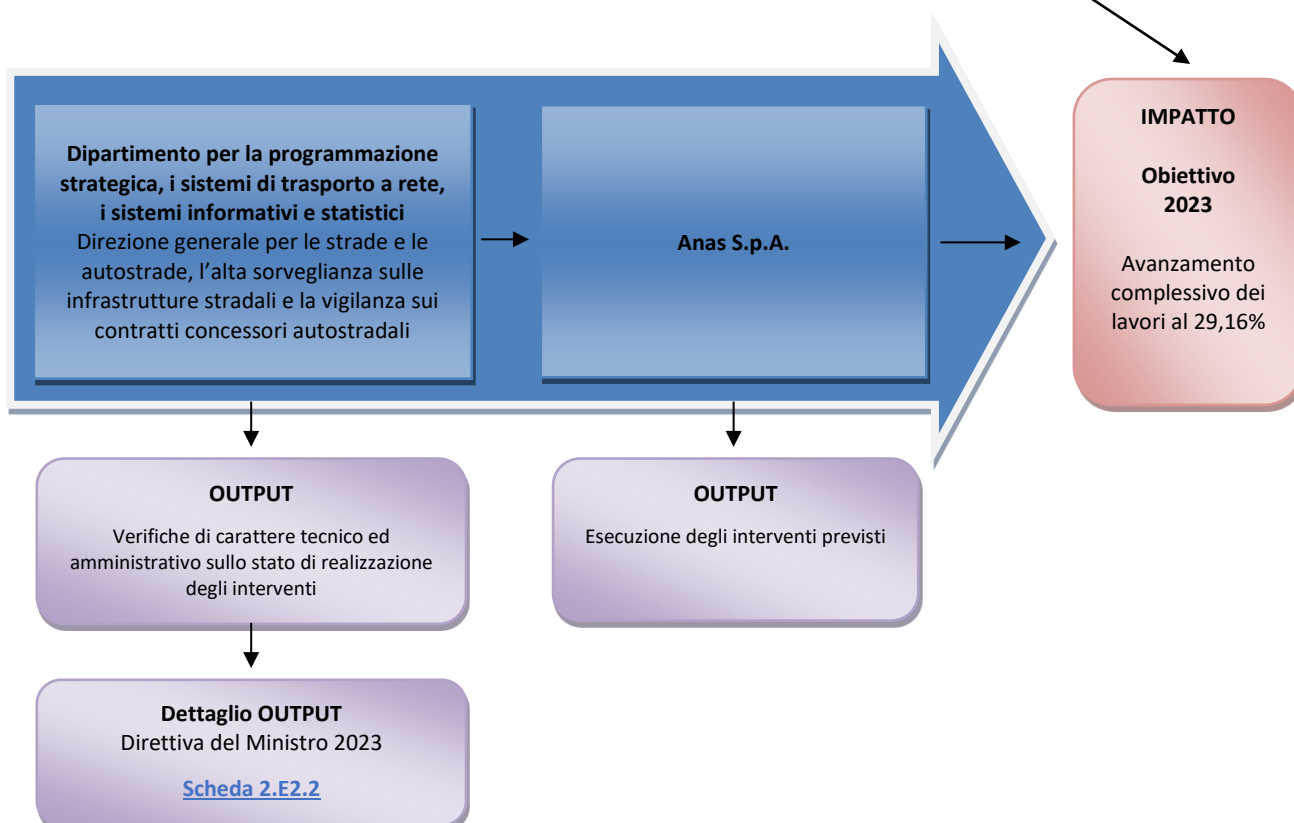 Dipartimento per la programmazione
strategica, i sistemi di trasporto a rete,
i sistemi informativi e statistici
Direzione generale per le strade e le
autostrade, l’alta sorveglianza sulle
infrastrutture stradali e la vigilanza sui
contratti concessori autostradali
Anas S.p.A.
IMPATTO
Obiettivo
2023
Avanzamento
complessivo dei
lavori al 29,16%
OUTPUT
Verifiche di carattere tecnico ed
amministrativo sullo stato di realizzazione
degli interventi
OUTPUT
Esecuzione degli interventi previsti
Dettaglio OUTPUT
Direttiva del Ministro 2023
Scheda 2.E2.2